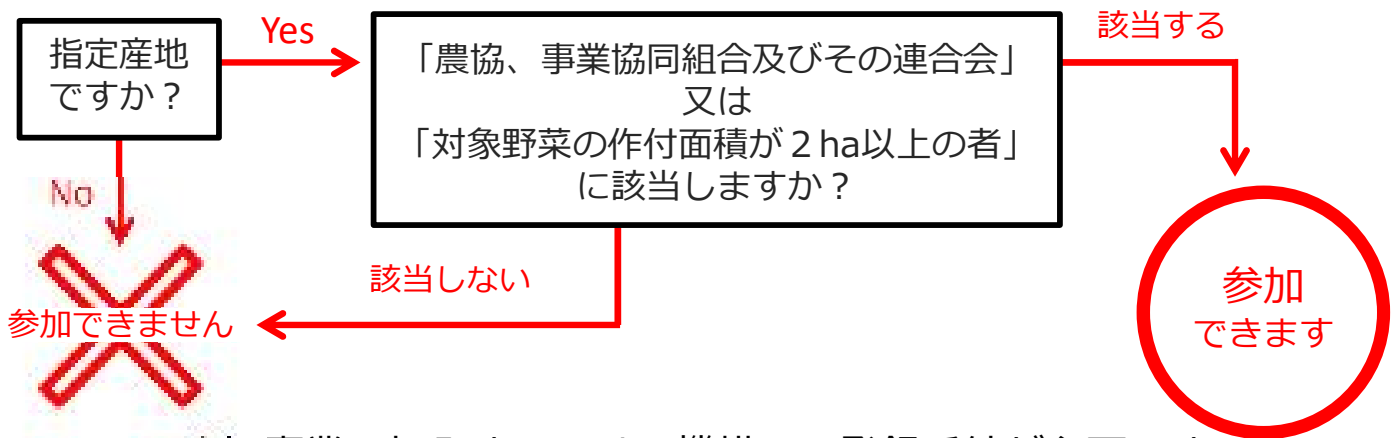 指定産地
ですか？
Yes
「農協、事業協同組合及びその連合会」
又は
「対象野菜の作付面積が２ha以上の者」
に該当しますか？
該当する
No
該当しない
参加できません
参加
できます